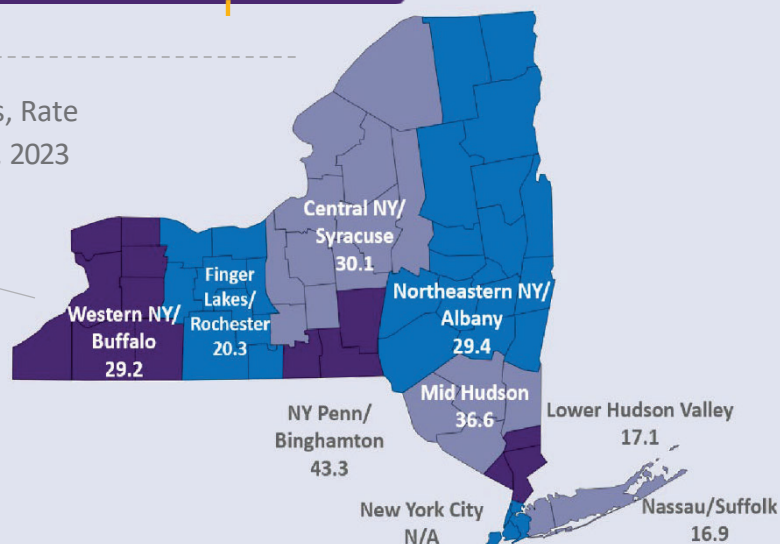 s, Rate
2023
Central NY/
Syracuse
30.1
Finger
Lakes/
Rochester
20.3
Western NY/
Buffalo
29.2
Northeastern NY/
Albany
29.4
Mid Hudson
36.6
NY Penn/
Binghamton
43.3
Lower Hudson Valley
17.1
New York City
N/A
Nassau/Suffolk
16.9